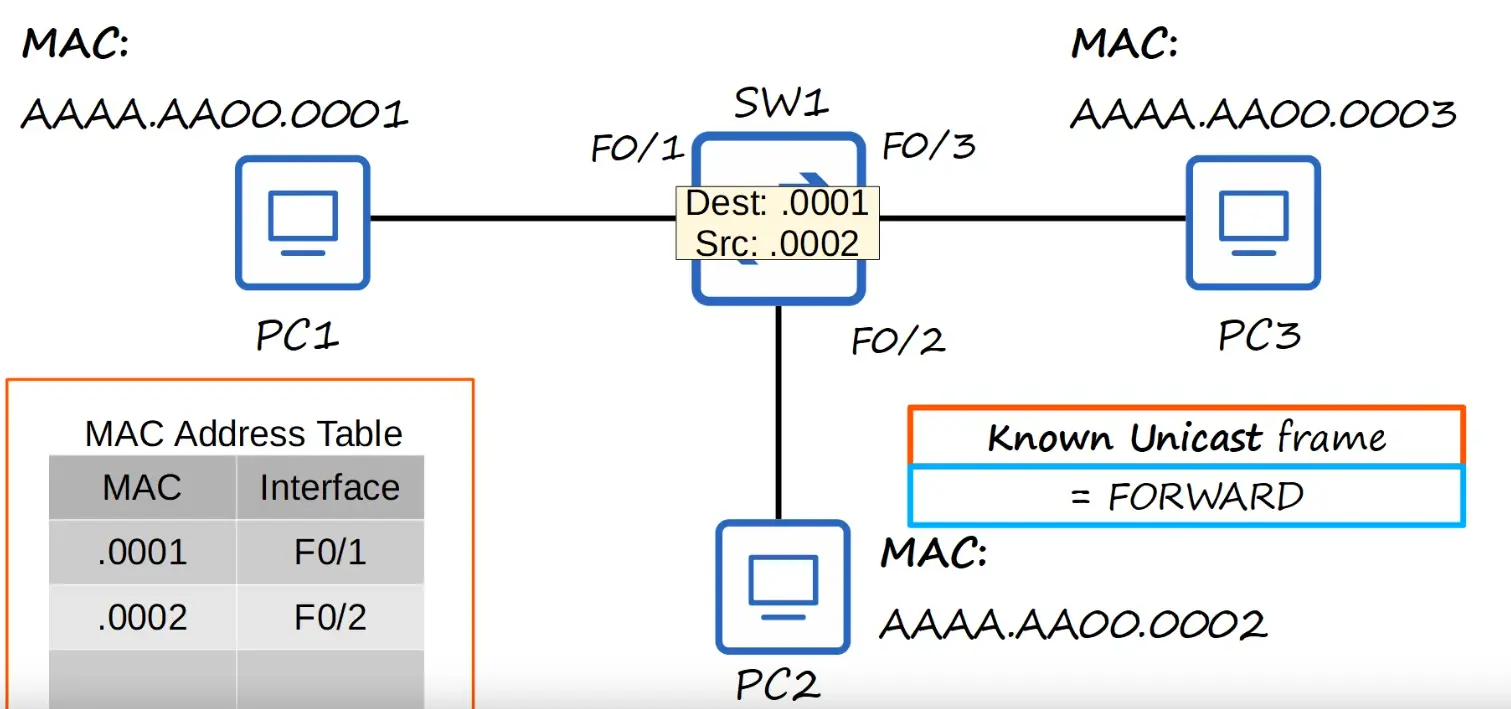 MAC:
AAAA.AA00.0001
PC1
SW1
F0/1
F0/3
Dest: .0001
Src: .0002
F0/2
MAC:
AAAA.AA00.0003
PC3
MAC Address Table
MAC Interface
.0001 F0/1
.0002 F0/2
Known Unicast frame
= FORWARD
MAC:
AAAA.AA00.0002
PC2